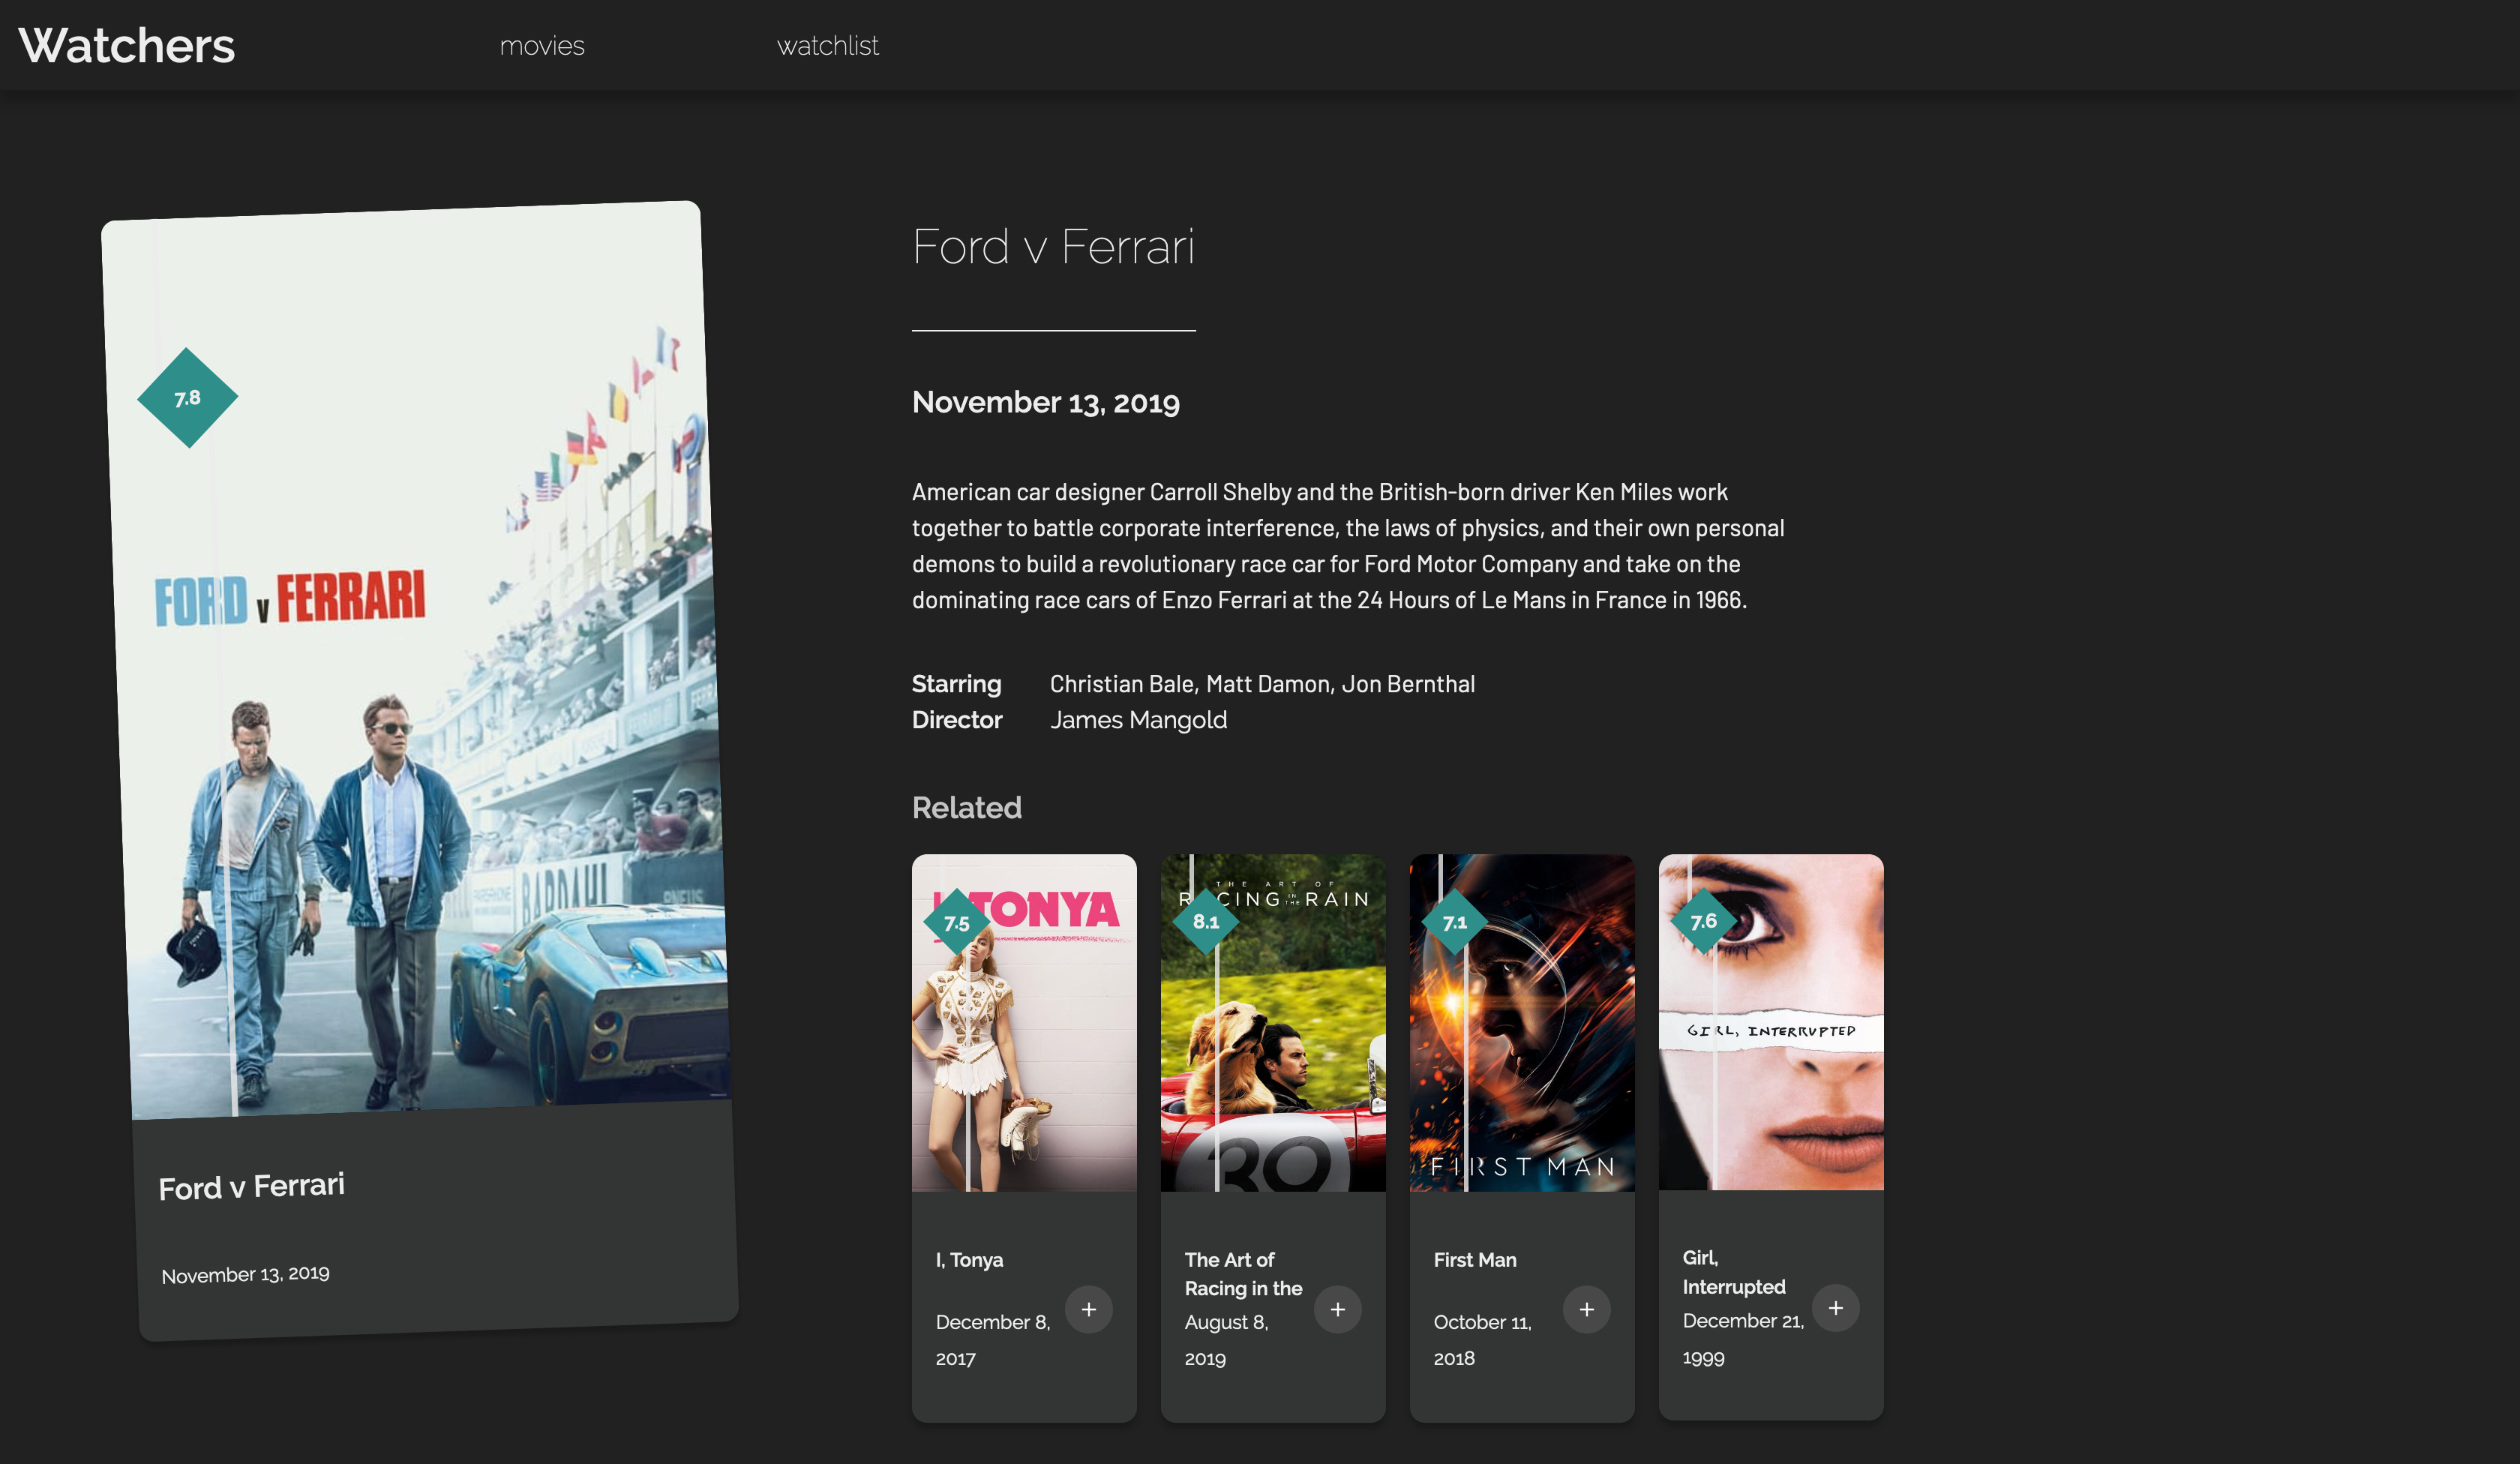 Watchers
movies
watchlist
7.8
FORD v FERRARI
BARDAHL
Ford v Ferrari
November 13, 2019
Ford v Ferrari
November 13, 2019
American car designer Carroll Shelby and the British-born driver Ken Miles work
together to battle corporate interference, the laws of physics, and their own personal
demons to build a revolutionary race car for Ford Motor Company and take on the
dominating race cars of Enzo Ferrari at the 24 Hours of Le Mans in France in 1966.
Starring Christian Bale, Matt Damon, Jon Bernthal
Director James Mangold
Related
7.5
TONYA
I, Tonya
December 8,
2017
+
8.1
THE ART OF
RACING IN THE RAIN
30
The Art of
Racing in the
August 8,
2019
+
7.1
FIRST MAN
First Man
October 11,
2018
+
7.6
GIRL, INTERRUPTED
Girl,
Interrupted
December 21,
1999
+